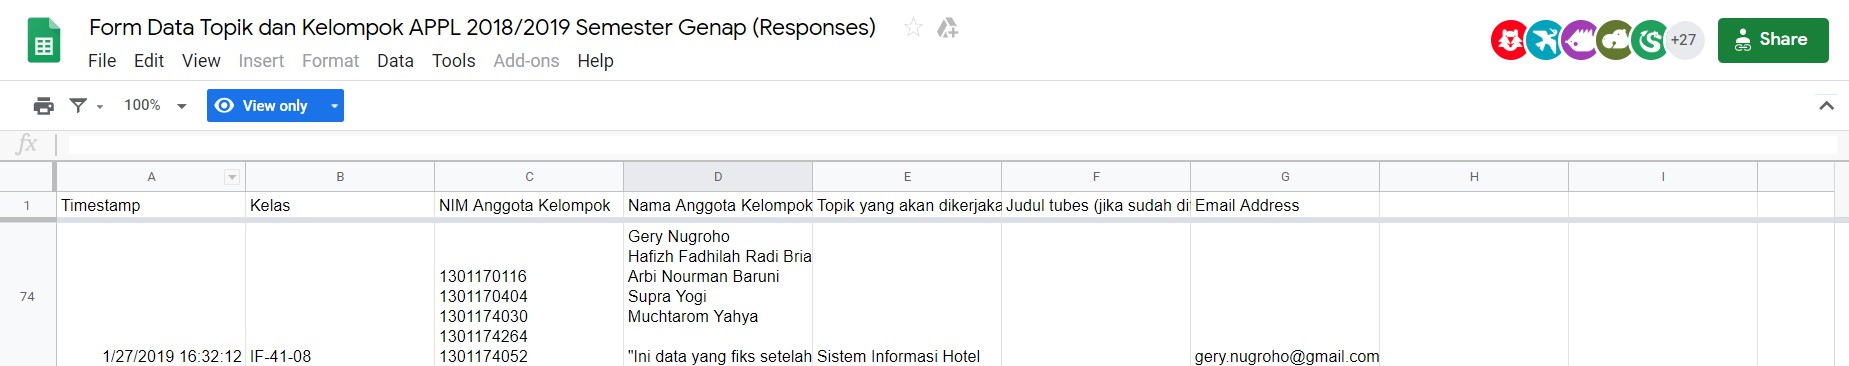 Form Data Topik dan Kelompok APPL 2018/2019 Semester Genap (Responses)
File Edit View Insert Format Data Tools Add-ons Help
+27
Share
100%
View only
fx
A B C D E F G H I
1 Timestamp Kelas NIM Anggota Kelompok Nama Anggota Kelompok Topik yang akan dikerjaka Judul tubes (jika sudah di Email Address
Gery Nugroho
Hafizh Fadhilah Radi Bria
1301170116 Arbi Nourman Baruni
74 1301170404 Supra Yogi
1301174030 Muchtarom Yahya
1301174264
1/27/2019 16:32:12 IF-41-08 1301174052 "Ini data yang fiks setelah Sistem Informasi Hotel gery.nugroho@gmail.com